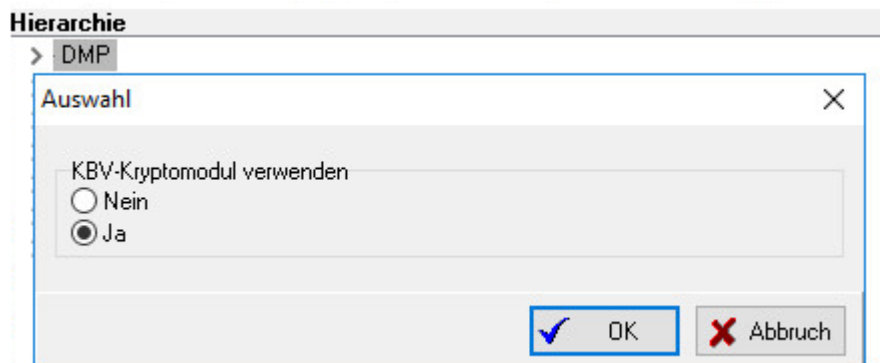 Hierarchie
DMP
Auswahl
KBV-Kryptomodul verwenden
Nein
Ja
OK Abbruch